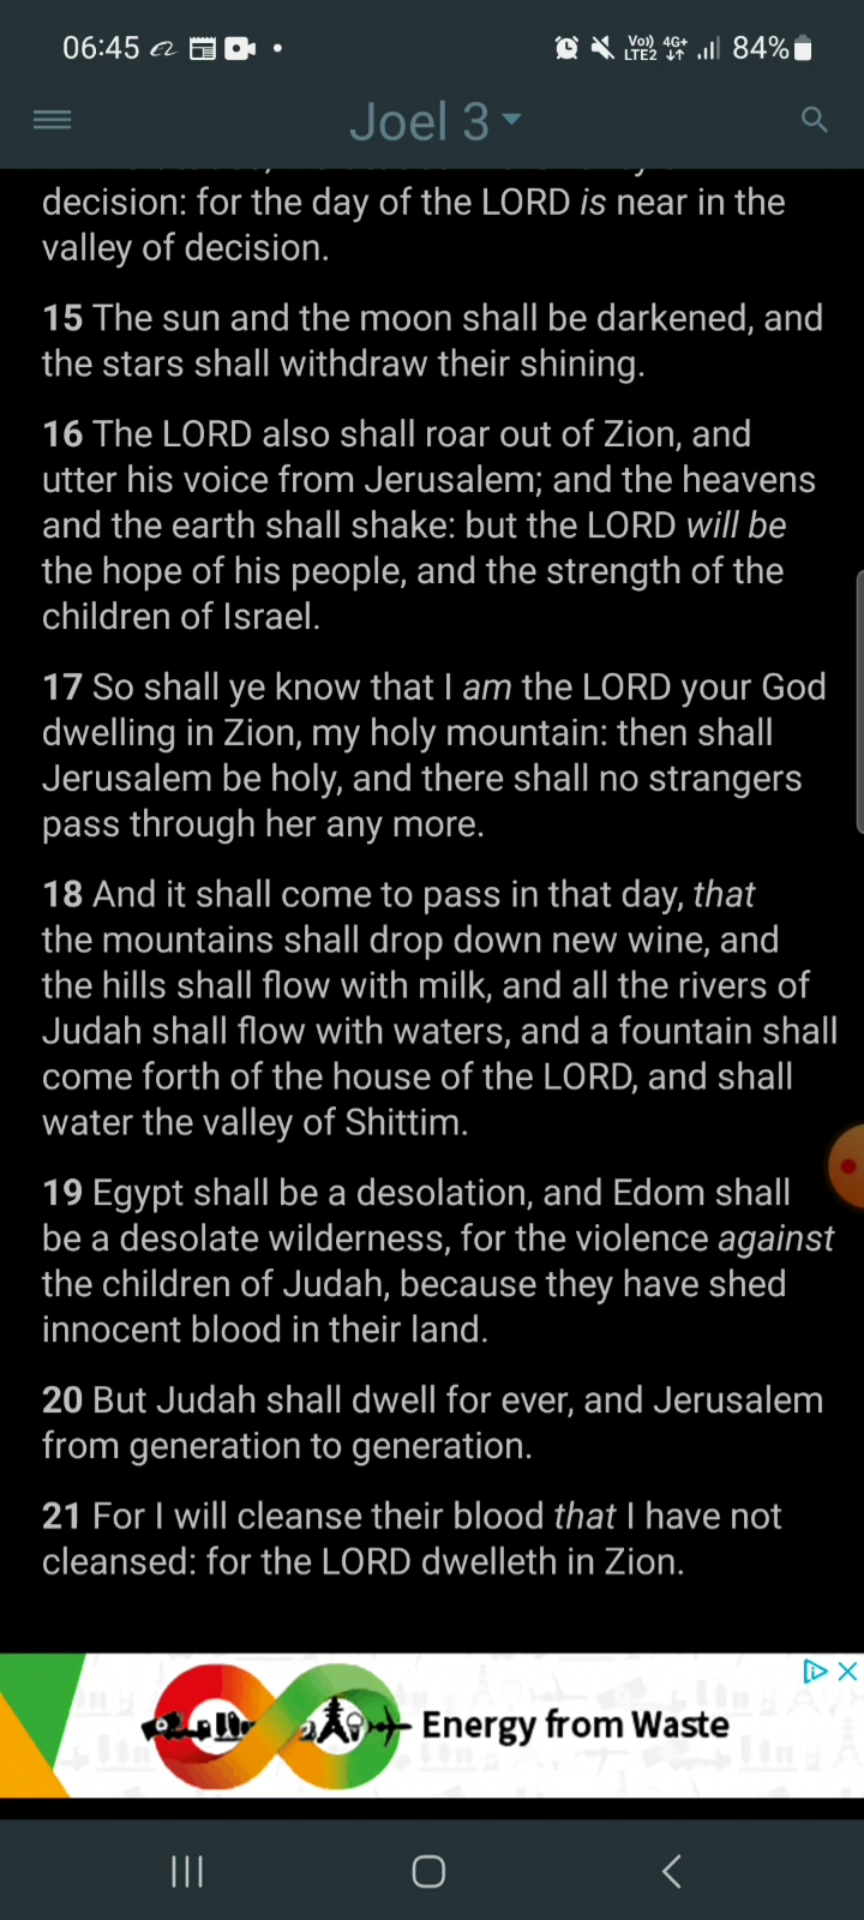 06:45
Vo)) 4G+ 84%
LTE2
Joel 3
decision: for the day of the LORD is near in the
valley of decision.
15 The sun and the moon shall be darkened, and
the stars shall withdraw their shining.
16 The LORD also shall roar out of Zion, and
utter his voice from Jerusalem; and the heavens
and the earth shall shake: but the LORD will be
the hope of his people, and the strength of the
children of Israel.
17 So shall ye know that I am the LORD your God
dwelling in Zion, my holy mountain: then shall
Jerusalem be holy, and there shall no strangers
pass through her any more.
18 And it shall come to pass in that day, that
the mountains shall drop down new wine, and
the hills shall flow with milk, and all the rivers of
Judah shall flow with waters, and a fountain shall
come forth of the house of the LORD, and shall
water the valley of Shittim.
19 Egypt shall be a desolation, and Edom shall
be a desolate wilderness, for the violence against
the children of Judah, because they have shed
innocent blood in their land.
20 But Judah shall dwell for ever, and Jerusalem
from generation to generation.
21 For I will cleanse their blood that I have not
cleansed: for the LORD dwelleth in Zion.
Energy from Waste